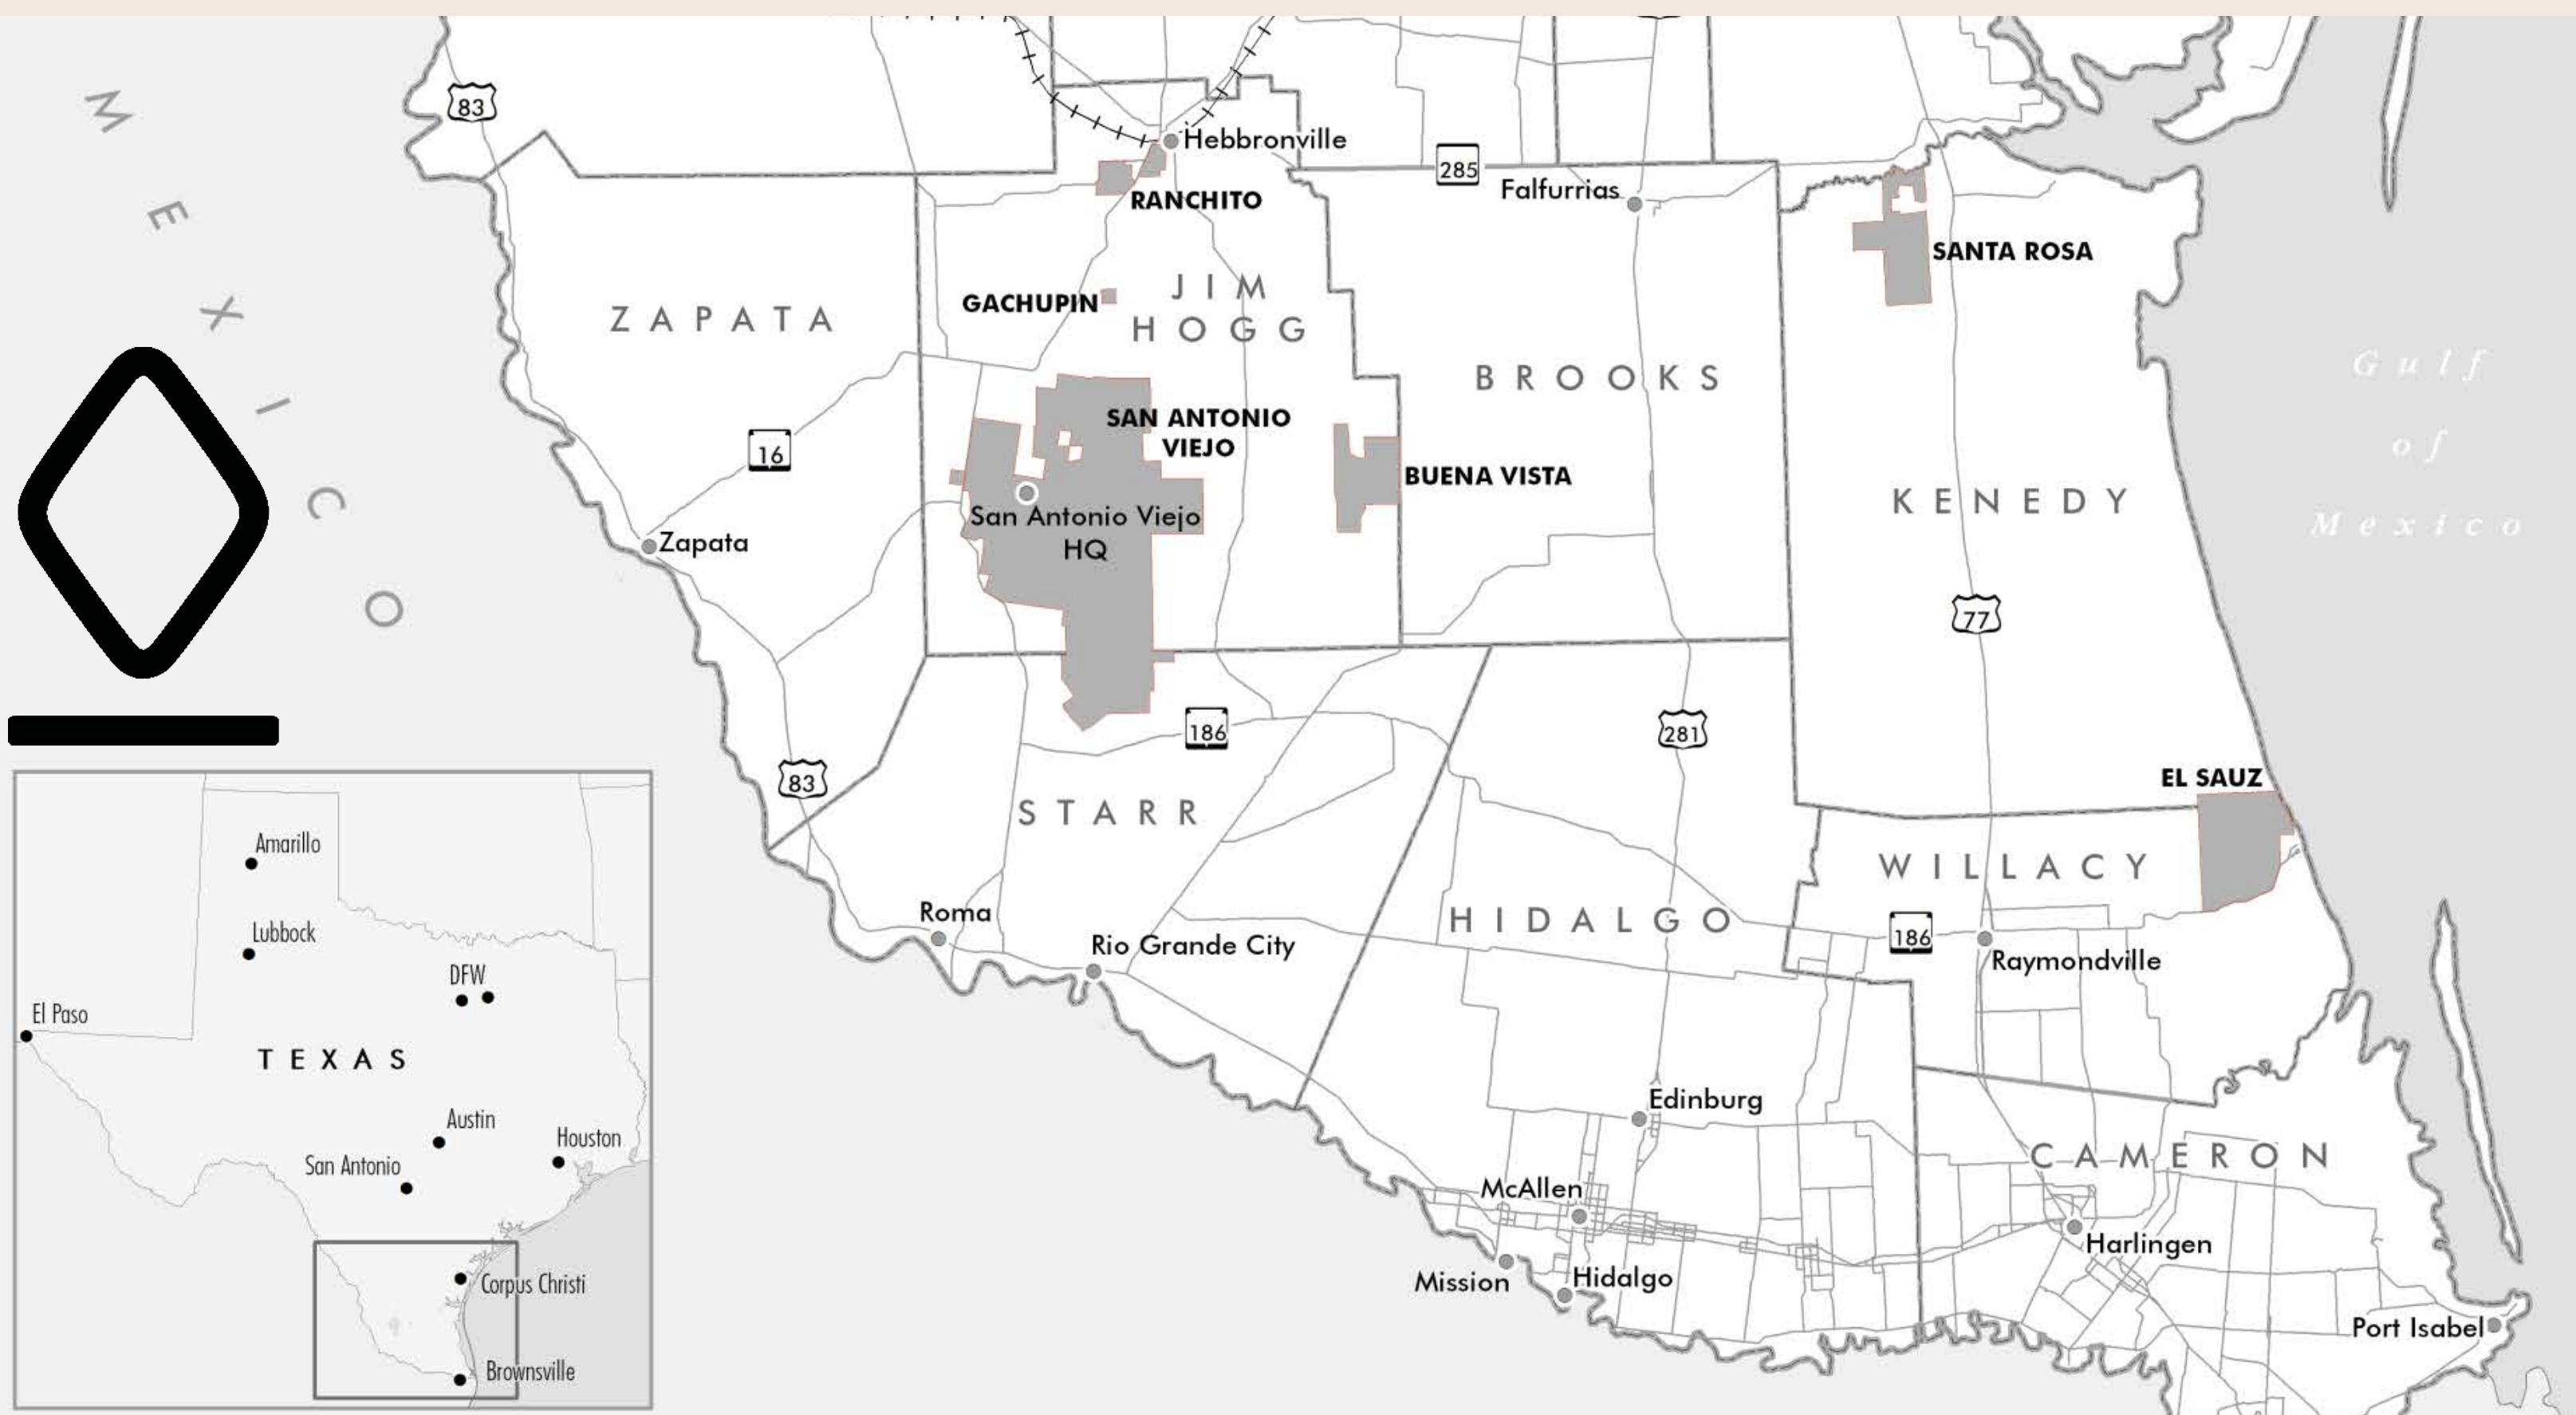 83
Hebbronville
285
Falfurrias
RANCHITO
SANTA ROSA
MEXICO
GACHUPIN
JIM
HOGG
ZAPATA
BROOKS
Gulf
of
Mexico
SAN ANTONIO
VIEJO
16
BUENA VISTA
KENEDY
San Antonio Viejo
HQ
Zapata
77
186
281
83
EL SAUZ
STARR
WILLACY
HIDALGO
186
Roma
Rio Grande City
Raymondville
Edinburg
CAMERON
McAllen
Harlingen
Mission
Hidalgo
Port Isabel
Amarillo
Lubbock
DFW
El Paso
TEXAS
Austin
Houston
San Antonio
Corpus Christi
Brownsville